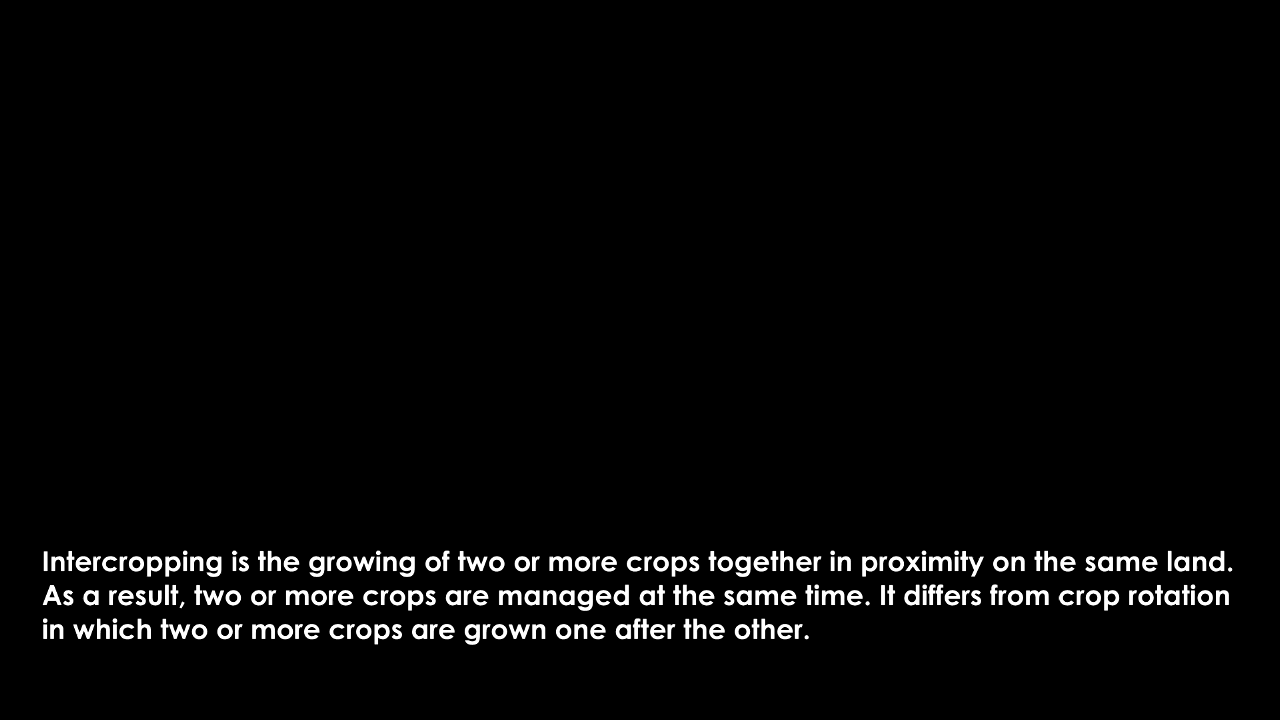 Intercropping is the growing of two or more crops together in proximity on the same land.
As a result, two or more crops are managed at the same time. It differs from crop rotation
in which two or more crops are grown one after the other.